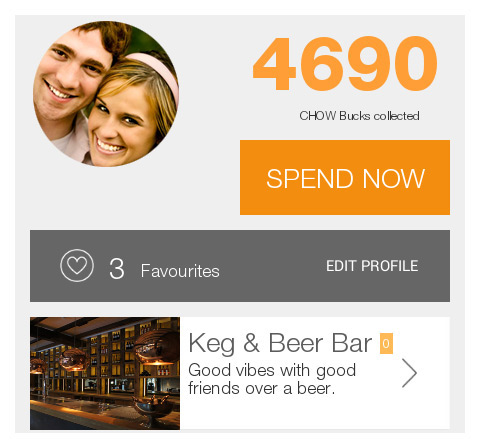 4690
CHOW Bucks collected
SPEND NOW
3 Favourites EDIT PROFILE
Keg & Beer Bar 0
Good vibes with good
friends over a beer.